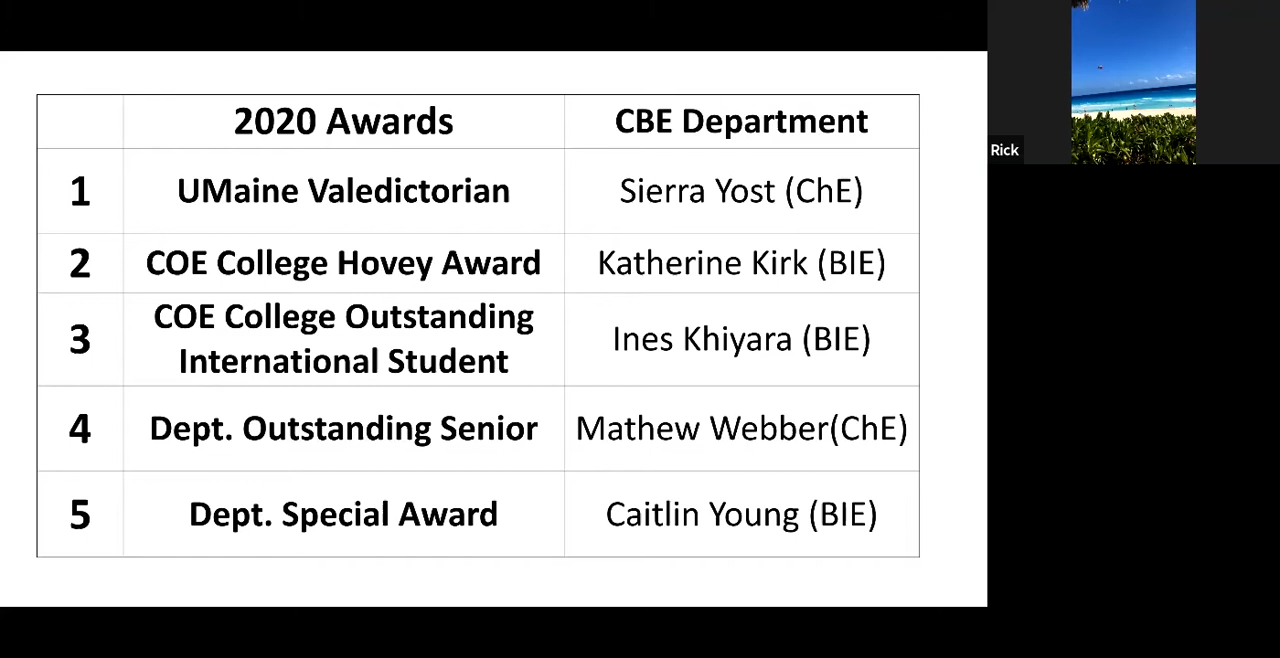 2020 Awards CBE Department
1 UMaine Valedictorian Sierra Yost (ChE)
2 COE College Hovey Award Katherine Kirk (BIE)
3 COE College Outstanding
International Student Ines Khiyara (BIE)
4 Dept. Outstanding Senior Mathew Webber(ChE)
5 Dept. Special Award Caitlin Young (BIE)
Rick